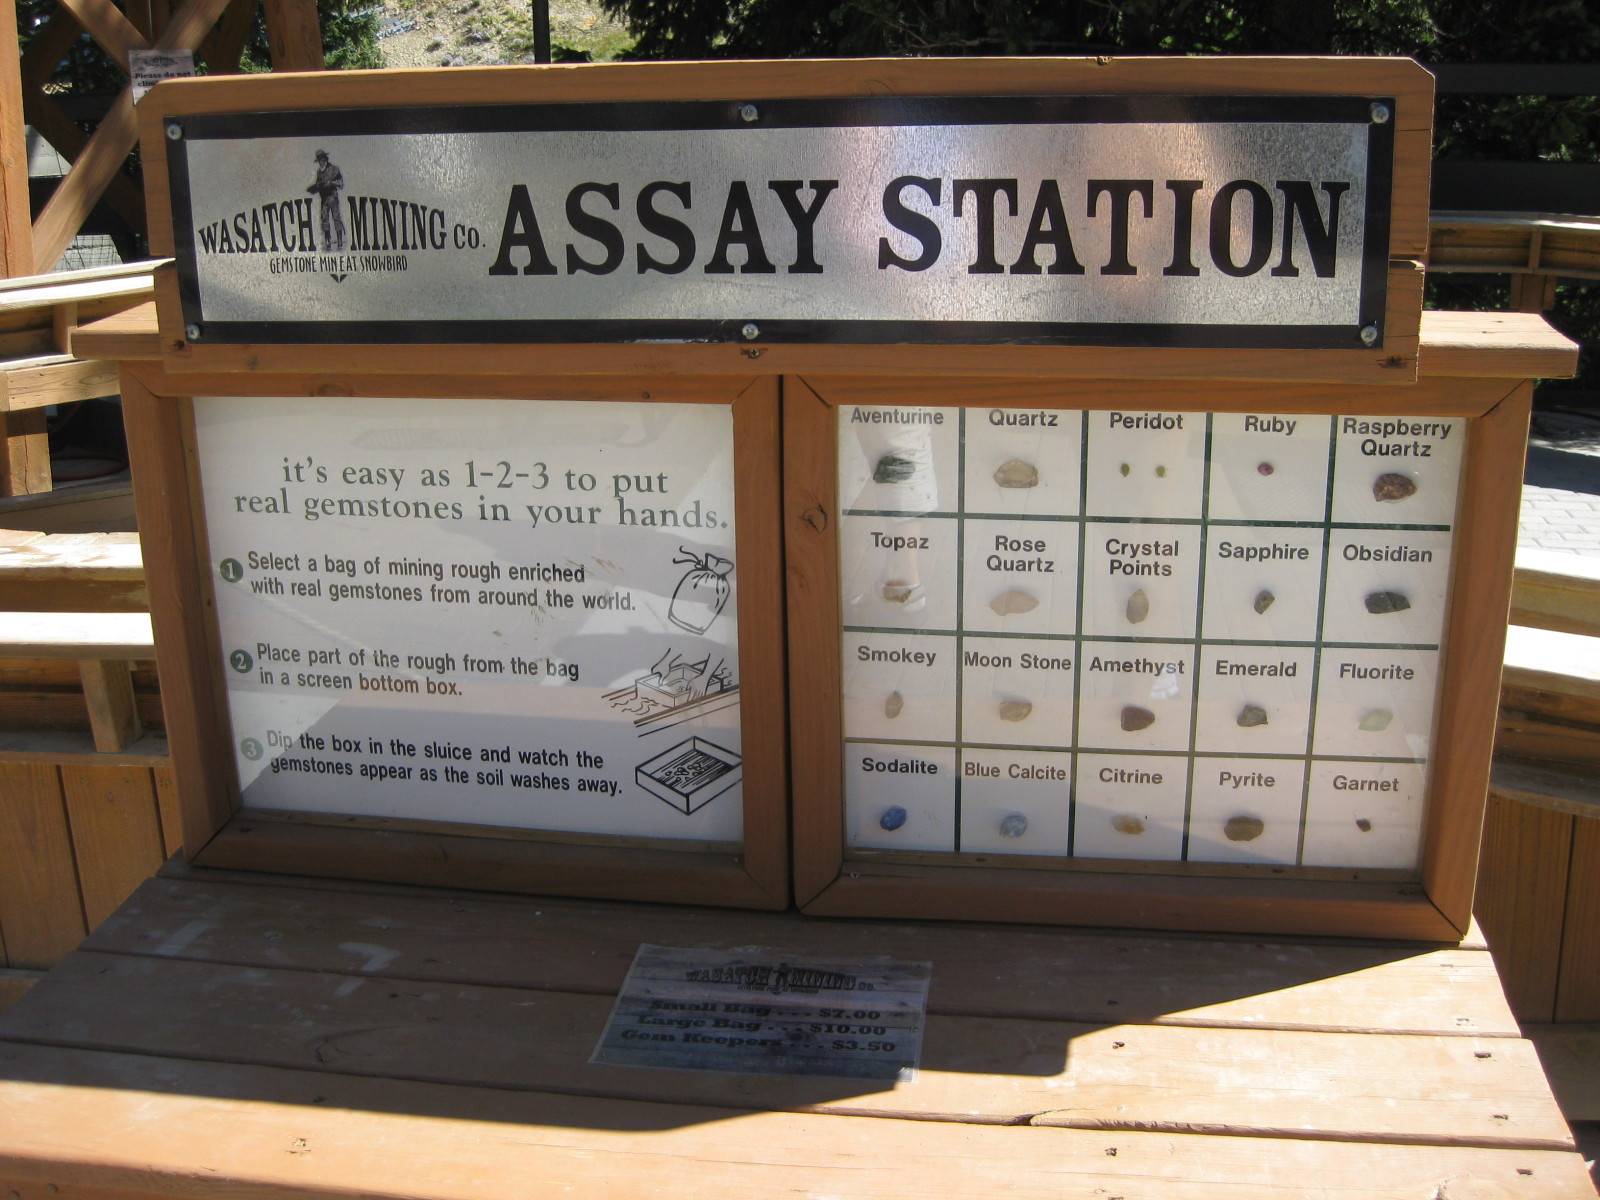 Please do not
WASATCH MINING CO.
GEMSTONE MINE AT SNOWBIRD
ASSAY STATION
it's easy as 1-2-3 to put
real gemstones in your hands.
1 Select a bag of mining rough enriched
with real gemstones from around the world.
2 Place part of the rough from the bag
in a screen bottom box.
3 Dip the box in the sluice and watch the
gemstones appear as the soil washes away.
Aventurine
Quartz
Peridot
Ruby
Raspberry
Quartz
Topaz
Rose
Quartz
Crystal
Points
Sapphire
Obsidian
Smokey
Moon Stone
Amethyst
Emerald
Fluorite
Sodalite
Blue Calcite
Citrine
Pyrite
Garnet
WASATCH MINING CO.
Small Bag . . . $7.00
Large Bag . . . $10.00
Gem Keepers . . . $3.50